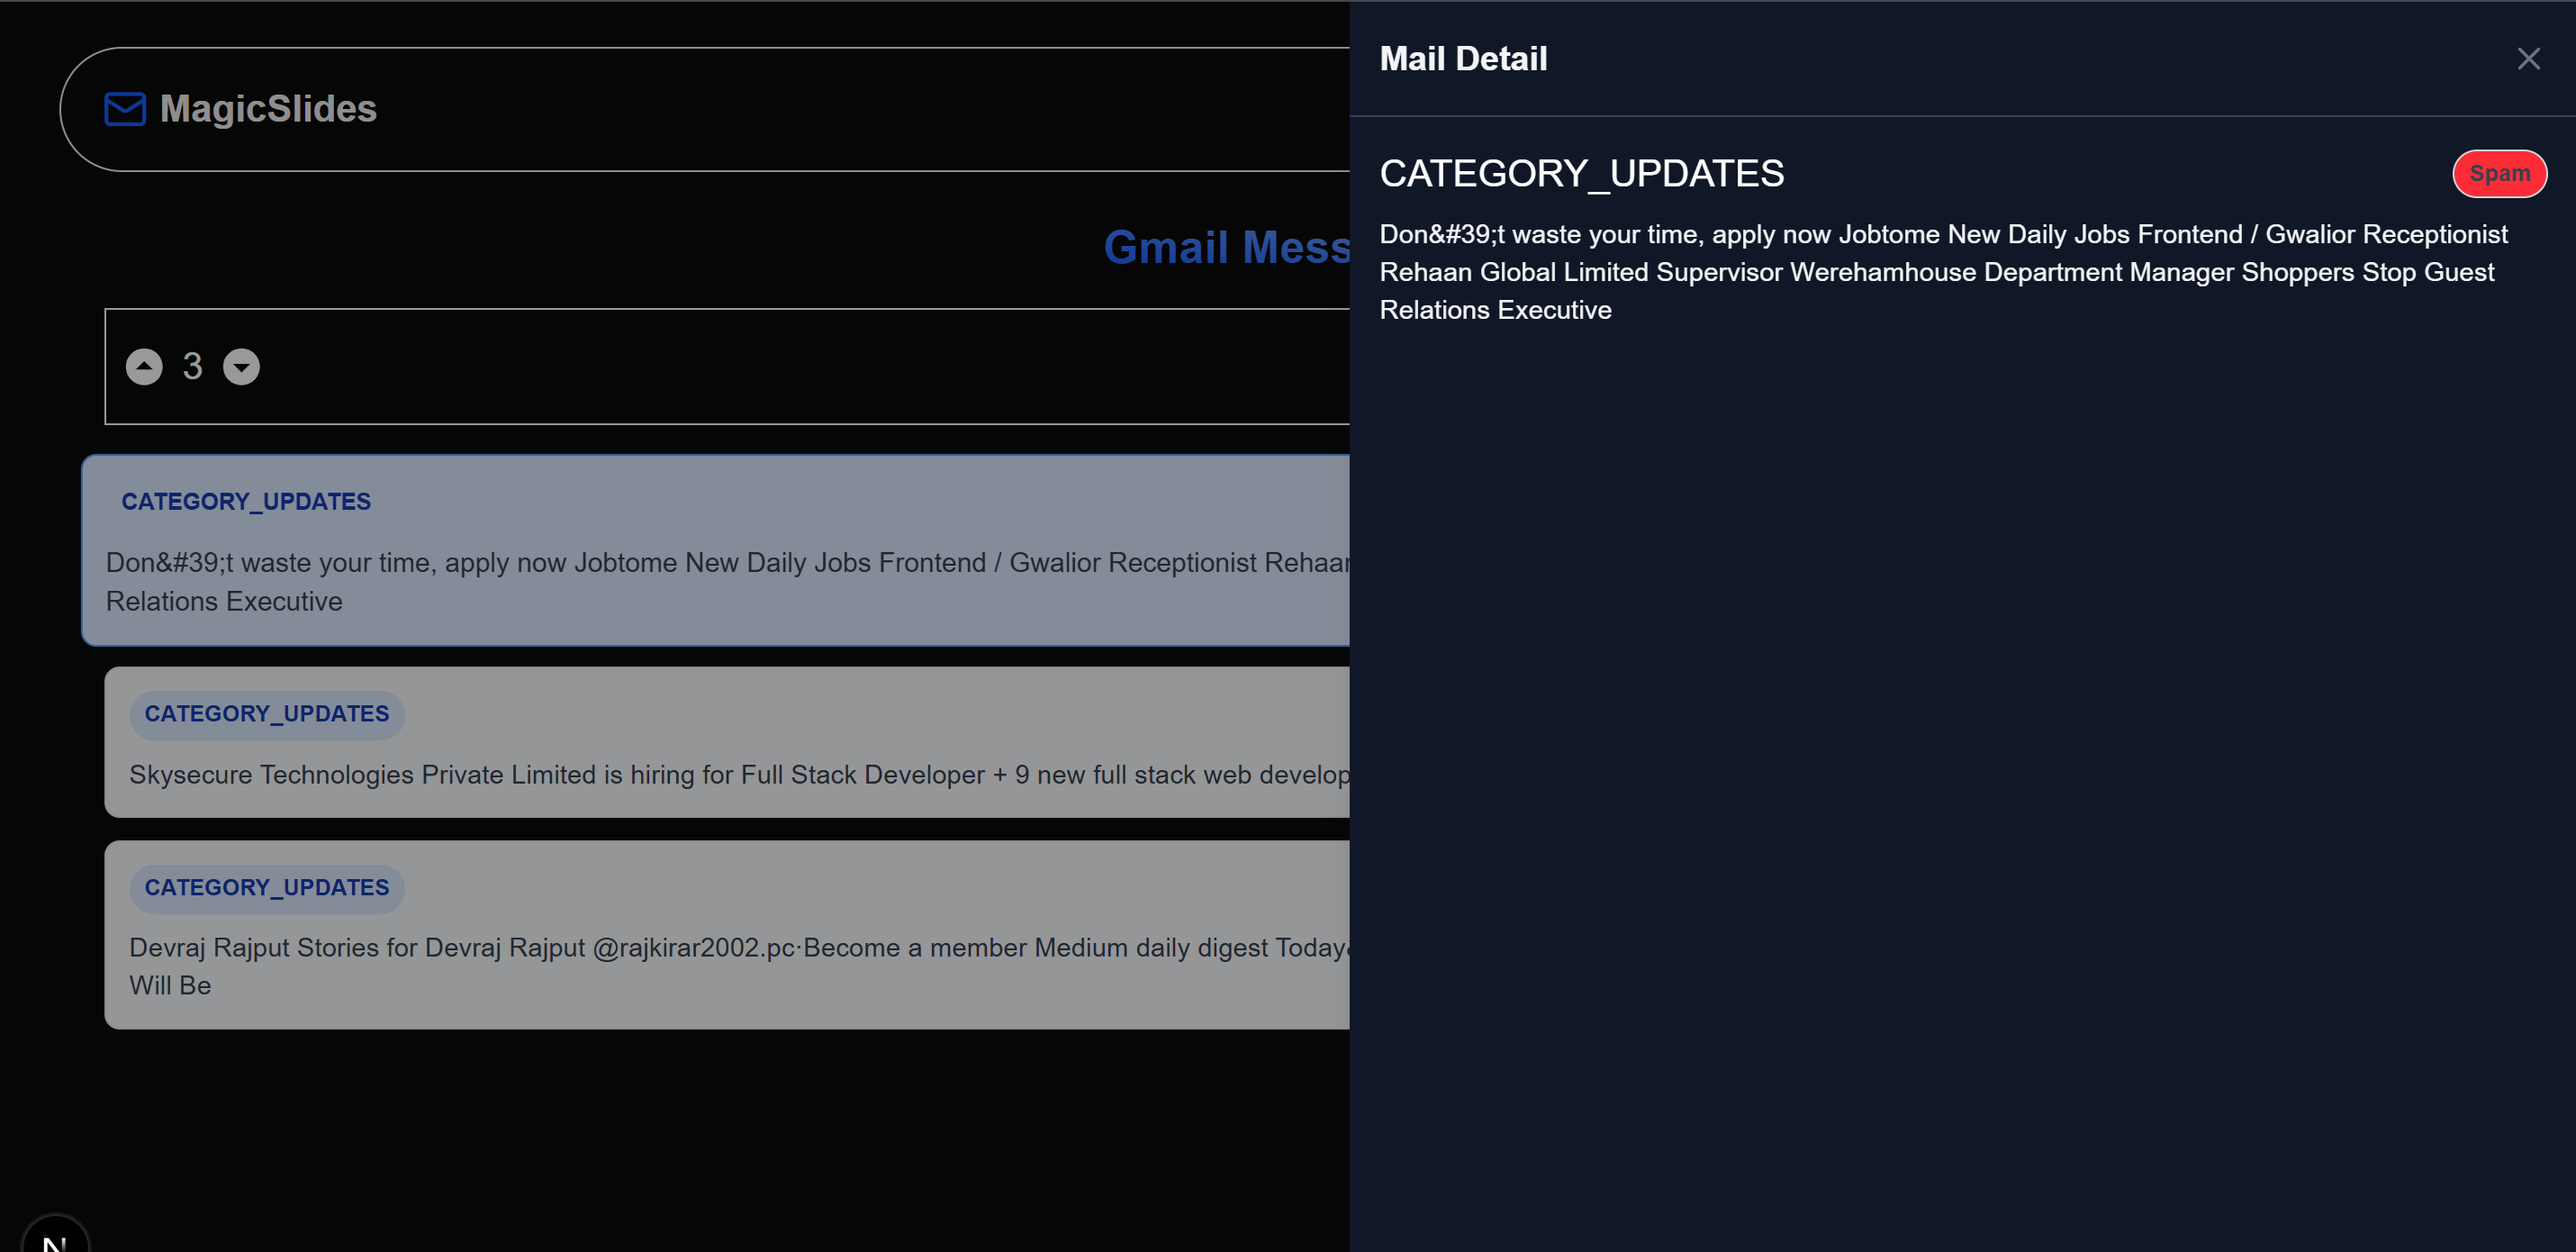 MagicSlides
Gmail Mess
3
CATEGORY_UPDATES
Don&#39;t waste your time, apply now Jobtome New Daily Jobs Frontend / Gwalior Receptionist Rehaan
Relations Executive
CATEGORY_UPDATES
Skysecure Technologies Private Limited is hiring for Full Stack Developer + 9 new full stack web develop
CATEGORY_UPDATES
Devraj Rajput Stories for Devraj Rajput @rajkirar2002.pc·Become a member Medium daily digest Today&
Will Be
N
Mail Detail
CATEGORY_UPDATES
Spam
Don&#39;t waste your time, apply now Jobtome New Daily Jobs Frontend / Gwalior Receptionist
Rehaan Global Limited Supervisor Werehamhouse Department Manager Shoppers Stop Guest
Relations Executive